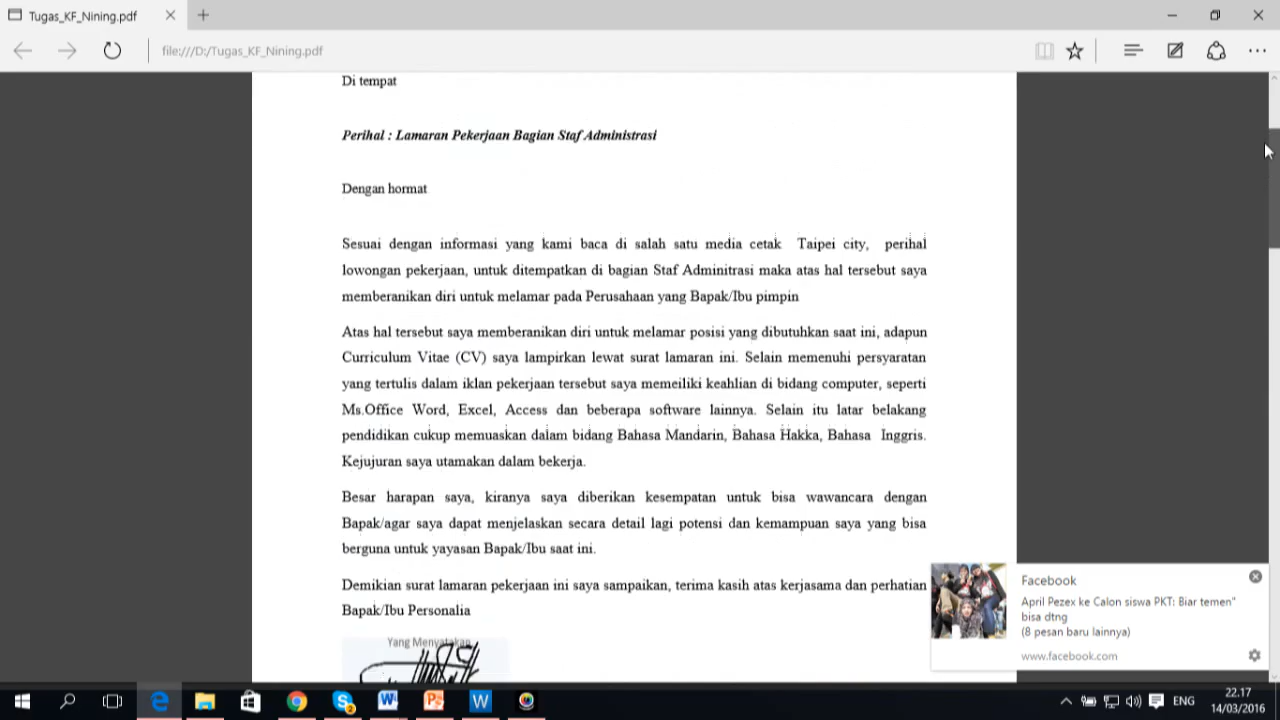 Tugas_KF_Nining.pdf
file:///D:/Tugas_KF_Nining.pdf
Di tempat
Perihal : Lamaran Pekerjaan Bagian Staf Administrasi
Dengan hormat
Sesuai dengan informasi yang kami baca di salah satu media cetak Taipei city, perihal
lowongan pekerjaan, untuk ditempatkan di bagian Staf Adminitrasi maka atas hal tersebut saya
memberanikan diri untuk melamar pada Perusahaan yang Bapak/Ibu pimpin
Atas hal tersebut saya memberanikan diri untuk melamar posisi yang dibutuhkan saat ini, adapun
Curriculum Vitae (CV) saya lampirkan lewat surat lamaran ini. Selain memenuhi persyaratan
yang tertulis dalam iklan pekerjaan tersebut saya memeiliki keahlian di bidang computer, seperti
Ms.Office Word, Excel, Access dan beberapa software lainnya. Selain itu latar belakang
pendidikan cukup memuaskan dalam bidang Bahasa Mandarin, Bahasa Hakka, Bahasa Inggris.
Kejujuran saya utamakan dalam bekerja.
Besar harapan saya, kiranya saya diberikan kesempatan untuk bisa wawancara dengan
Bapak/agar saya dapat menjelaskan secara detail lagi potensi dan kemampuan saya yang bisa
berguna untuk yayasan Bapak/Ibu saat ini.
Demikian surat lamaran pekerjaan ini saya sampaikan, terima kasih atas kerjasama dan perhatian
Bapak/Ibu Personalia
Yang Menyatakan
Facebook
April Pezex ke Calon siswa PKT: Biar temen"
bisa dtng
(8 pesan baru lainnya)
www.facebook.com
ENG
22.17
14/03/2016